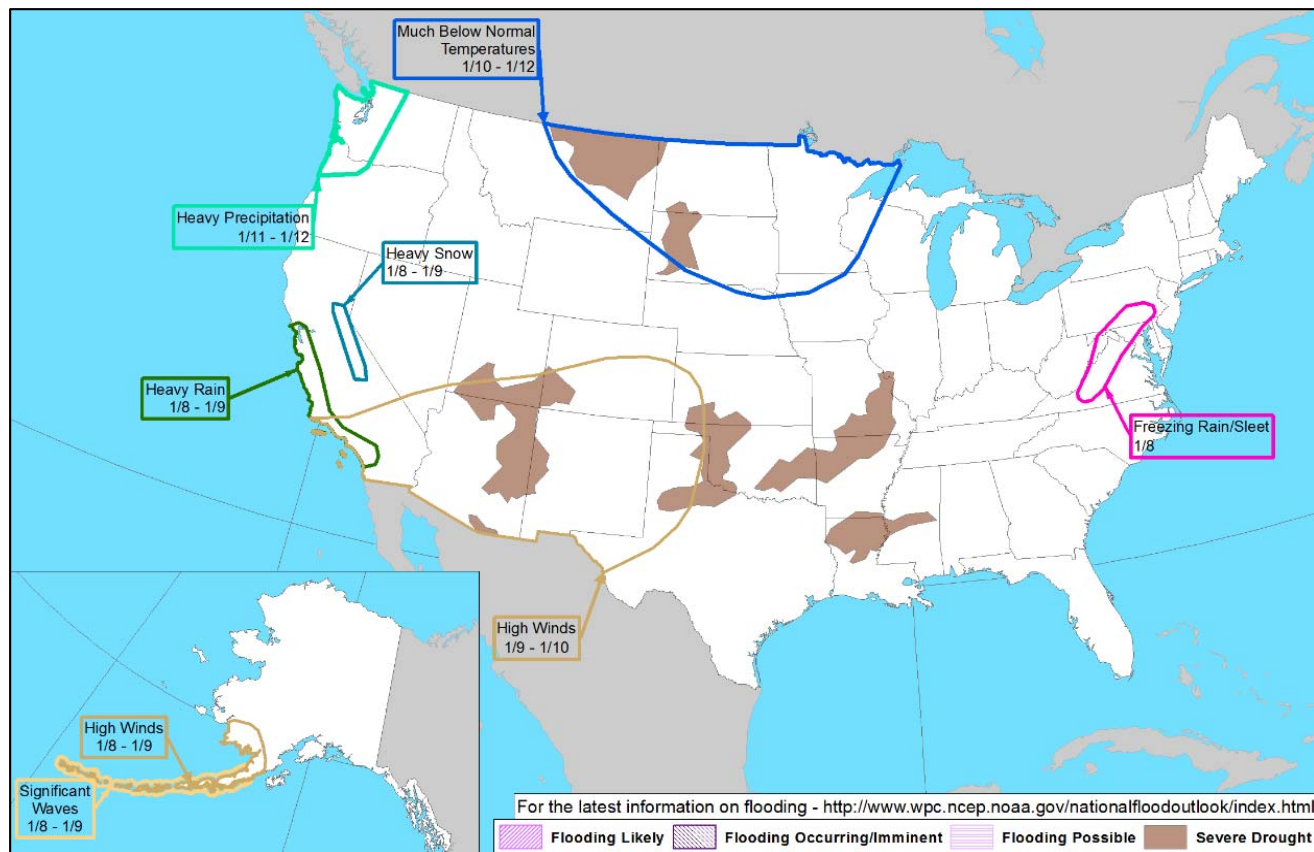 Much Below Normal
Temperatures
1/10 - 1/12
Heavy Precipitation
1/11 - 1/12
Heavy Snow
1/8 - 1/9
Heavy Rain
1/8 - 1/9
Freezing Rain/Sleet
1/8
High Winds
1/9 - 1/10
High Winds
1/8 - 1/9
Significant
Waves
1/8 - 1/9
For the latest information on flooding - http://www.wpc.ncep.noaa.gov/nationalfloodoutlook/index.html
Flooding Likely
Flooding Occurring/Imminent
Flooding Possible
Severe Drought